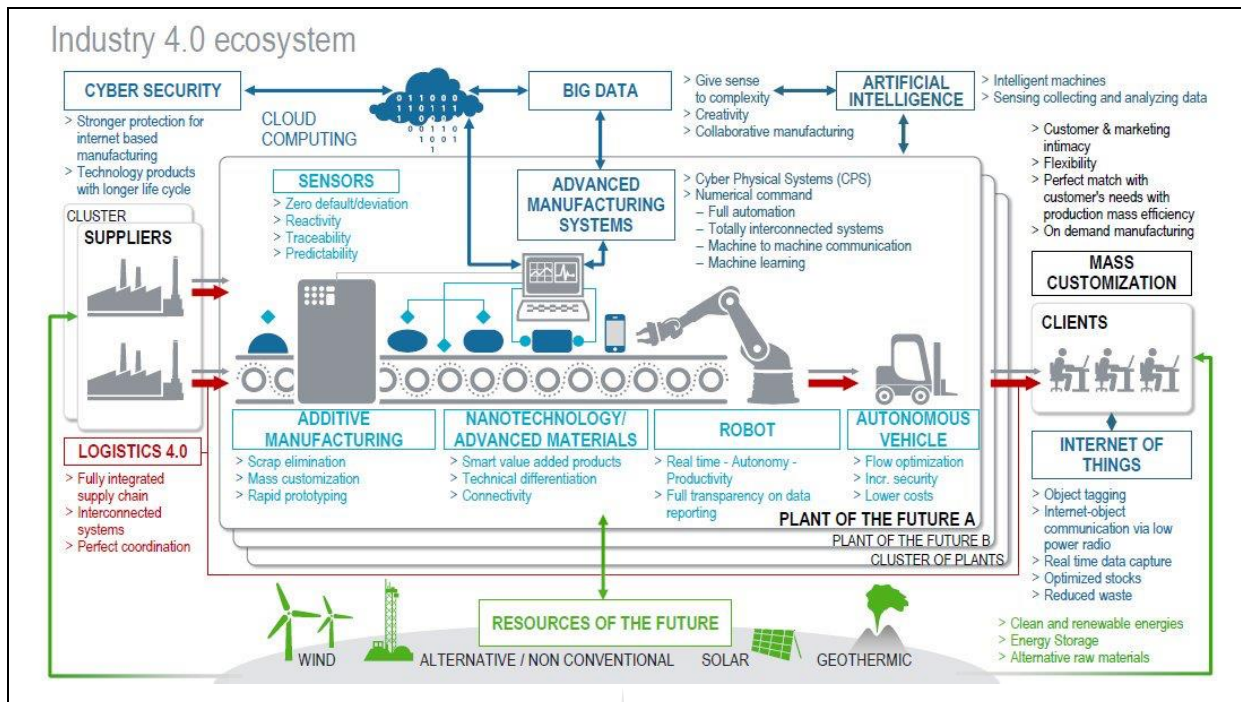 Industry 4.0 ecosystem
CYBER SECURITY
> Stronger protection for
internet based
manufacturing
> Technology products
with longer life cycle
CLOUD
COMPUTING
0 1 1 0 0 0
BIG DATA
> Give sense
to complexity
> Creativity
> Collaborative manufacturing
ARTIFICIAL
INTELLIGENCE
> Intelligent machines
> Sensing collecting and analyzing data
> Customer & marketing
intimacy
> Flexibility
> Perfect match with
customer's needs with
production mass efficiency
> On demand manufacturing
SENSORS
> Zero default/deviation
> Reactivity
> Traceability
> Predictability
ADVANCED
MANUFACTURING
SYSTEMS
> Cyber Physical Systems (CPS)
> Numerical command
– Full automation
– Totally interconnected systems
– Machine to machine communication
– Machine learning
CLUSTER
SUPPLIERS
MASS
CUSTOMIZATION
CLIENTS
LOGISTICS 4.0
> Fully integrated
supply chain
> Interconnected
systems
> Perfect coordination
ADDITIVE
MANUFACTURING
> Scrap elimination
> Mass customization
> Rapid prototyping
NANOTECHNOLOGY/
ADVANCED MATERIALS
> Smart value added products
> Technical differentiation
> Connectivity
ROBOT
> Real time - Autonomy -
Productivity
> Full transparency on data
reporting
AUTONOMOUS
VEHICLE
> Flow optimization
> Incr. security
> Lower costs
PLANT OF THE FUTURE A
PLANT OF THE FUTURE B
CLUSTER OF PLANTS
INTERNET OF
THINGS
> Object tagging
> Internet-object
communication via low
power radio
> Real time data capture
> Optimized stocks
> Reduced waste
RESOURCES OF THE FUTURE
WIND
ALTERNATIVE / NON CONVENTIONAL
SOLAR
GEOTHERMIC
> Clean and renewable energies
> Energy Storage
> Alternative raw materials